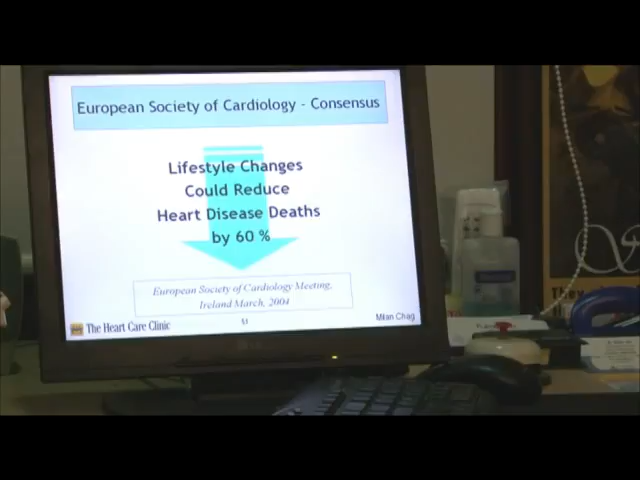 European Society of Cardiology - Consensus
Lifestyle Changes
Could Reduce
Heart Disease Deaths
by 60 %
European Society of Cardiology Meeting,
Ireland March, 2004
The Heart Care Clinic
51
Milan Chag